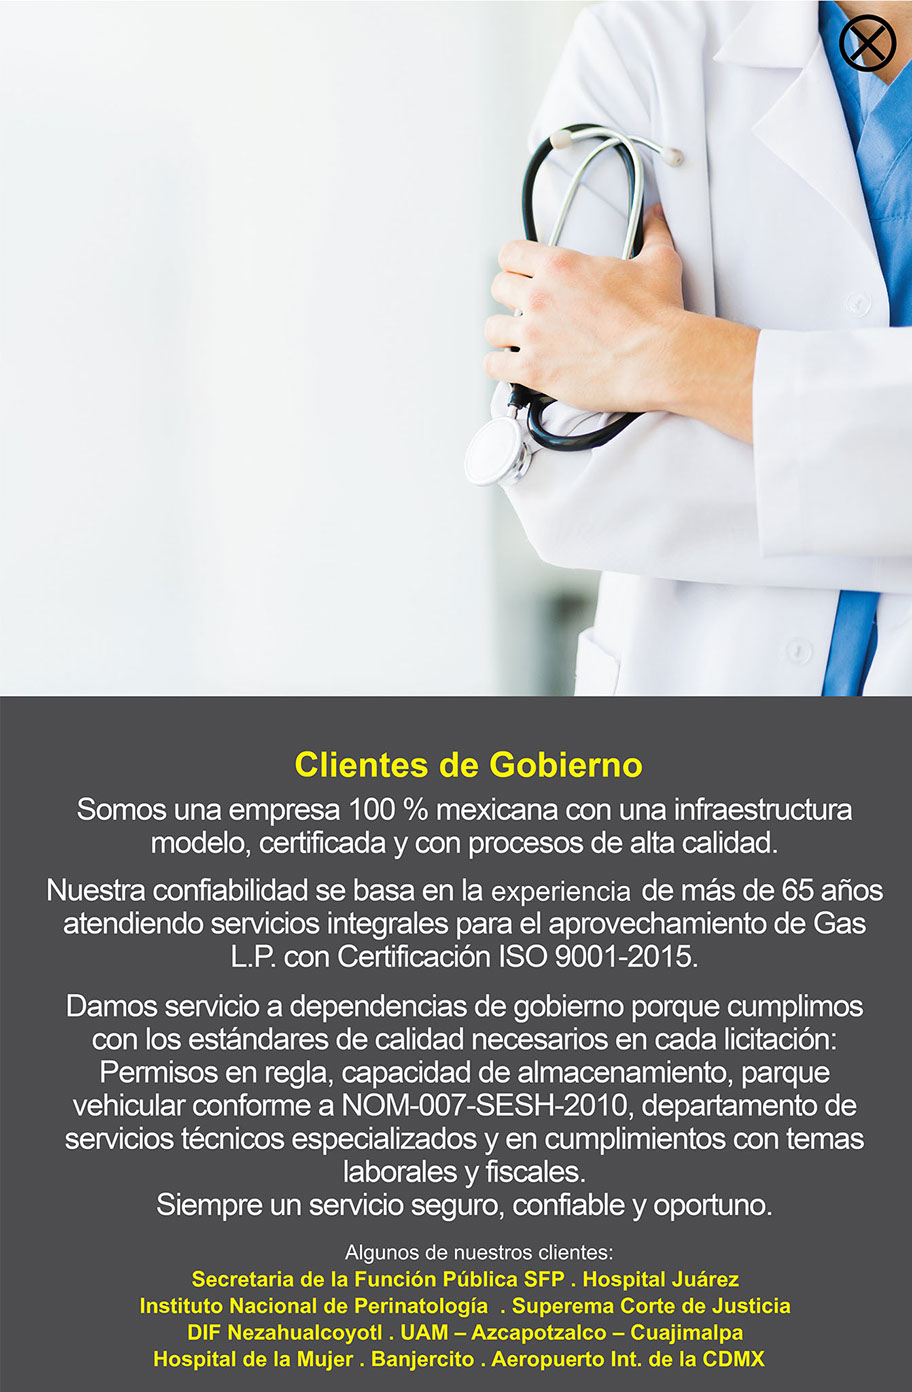 Clientes de Gobierno
Somos una empresa 100 % mexicana con una infraestructura
modelo, certificada y con procesos de alta calidad.
Nuestra confiabilidad se basa en la experiencia de más de 65 años
atendiendo servicios integrales para el aprovechamiento de Gas
L.P. con Certificación ISO 9001-2015.
Damos servicio a dependencias de gobierno porque cumplimos
con los estándares de calidad necesarios en cada licitación:
Permisos en regla, capacidad de almacenamiento, parque
vehicular conforme a NOM-007-SESH-2010, departamento de
servicios técnicos especializados y en cumplimientos con temas
laborales y fiscales.
Siempre un servicio seguro, confiable y oportuno.
Algunos de nuestros clientes:
Secretaria de la Función Pública SFP . Hospital Juárez
Instituto Nacional de Perinatología . Superema Corte de Justicia
DIF Nezahualcoyotl . UAM – Azcapotzalco – Cuajimalpa
Hospital de la Mujer . Banjercito . Aeropuerto Int. de la CDMX